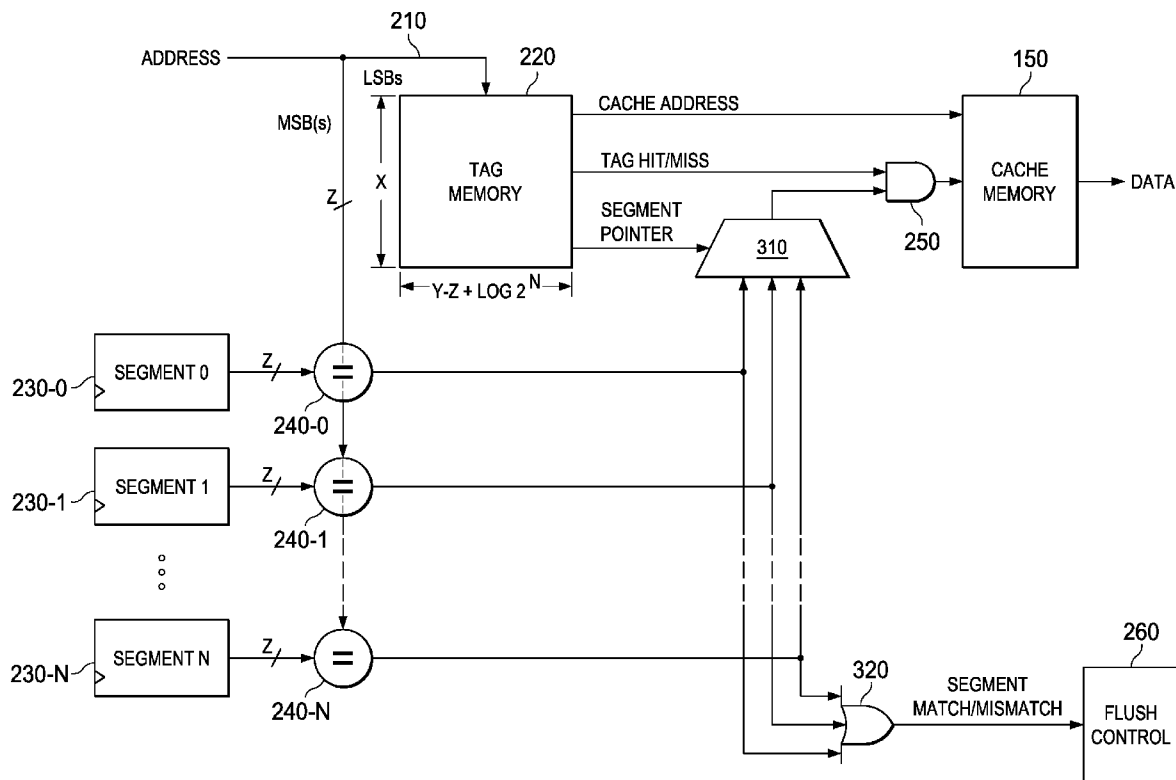 210
220
150
ADDRESS
LSBs
MSB(s)
CACHE ADDRESS
X
TAG
MEMORY
TAG HIT/MISS
CACHE
MEMORY
DATA
Z
SEGMENT
POINTER
250
310
Y-Z + LOG 2 N
SEGMENT 0
Z
=
230-0
240-0
SEGMENT 1
Z
=
230-1
240-1
SEGMENT N
Z
=
230-N
240-N
320
SEGMENT
MATCH/MISMATCH
260
FLUSH
CONTROL